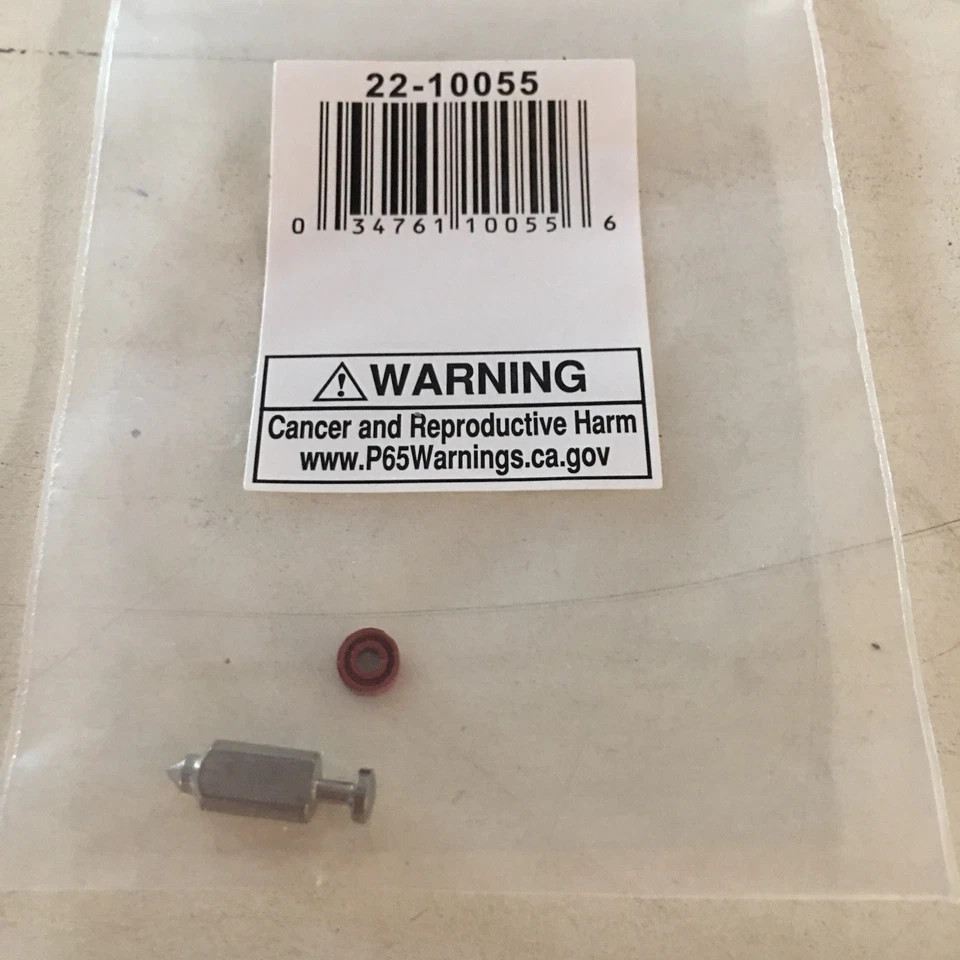 22-10055
0 34761 10055 6
WARNING
Cancer and Reproductive Harm
www.P65Warnings.ca.gov